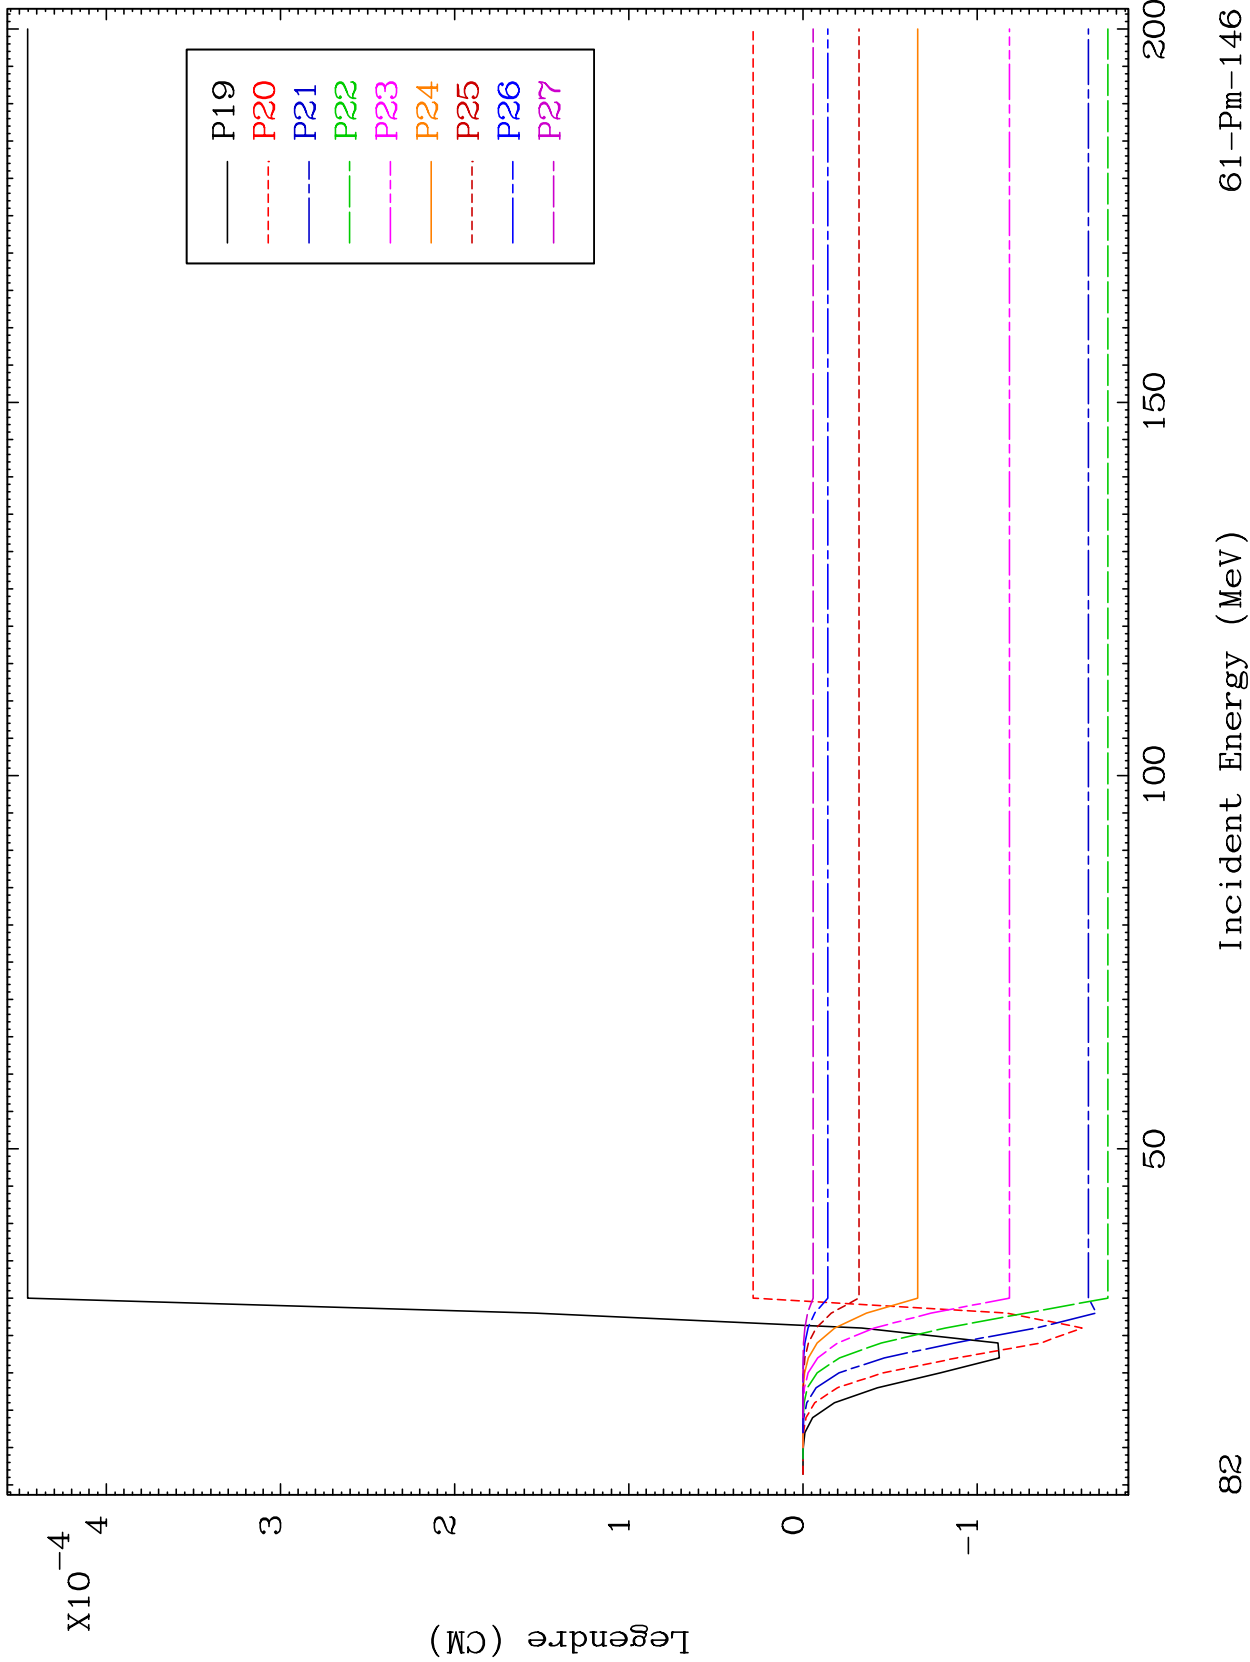 X10-4
4
3
2
1
0
-1
Legendre (CM)
P19
P20
P21
P22
P23
P24
P25
P26
P27
50
100
150
200
Incident Energy (MeV)
82
61-Pm-146